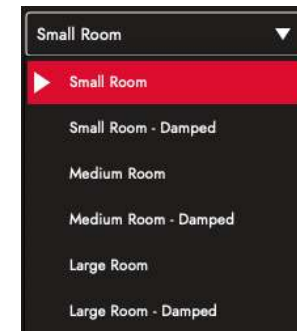 Small Room
Small Room
Small Room - Damped
Medium Room
Medium Room - Damped
Large Room
Large Room - Damped